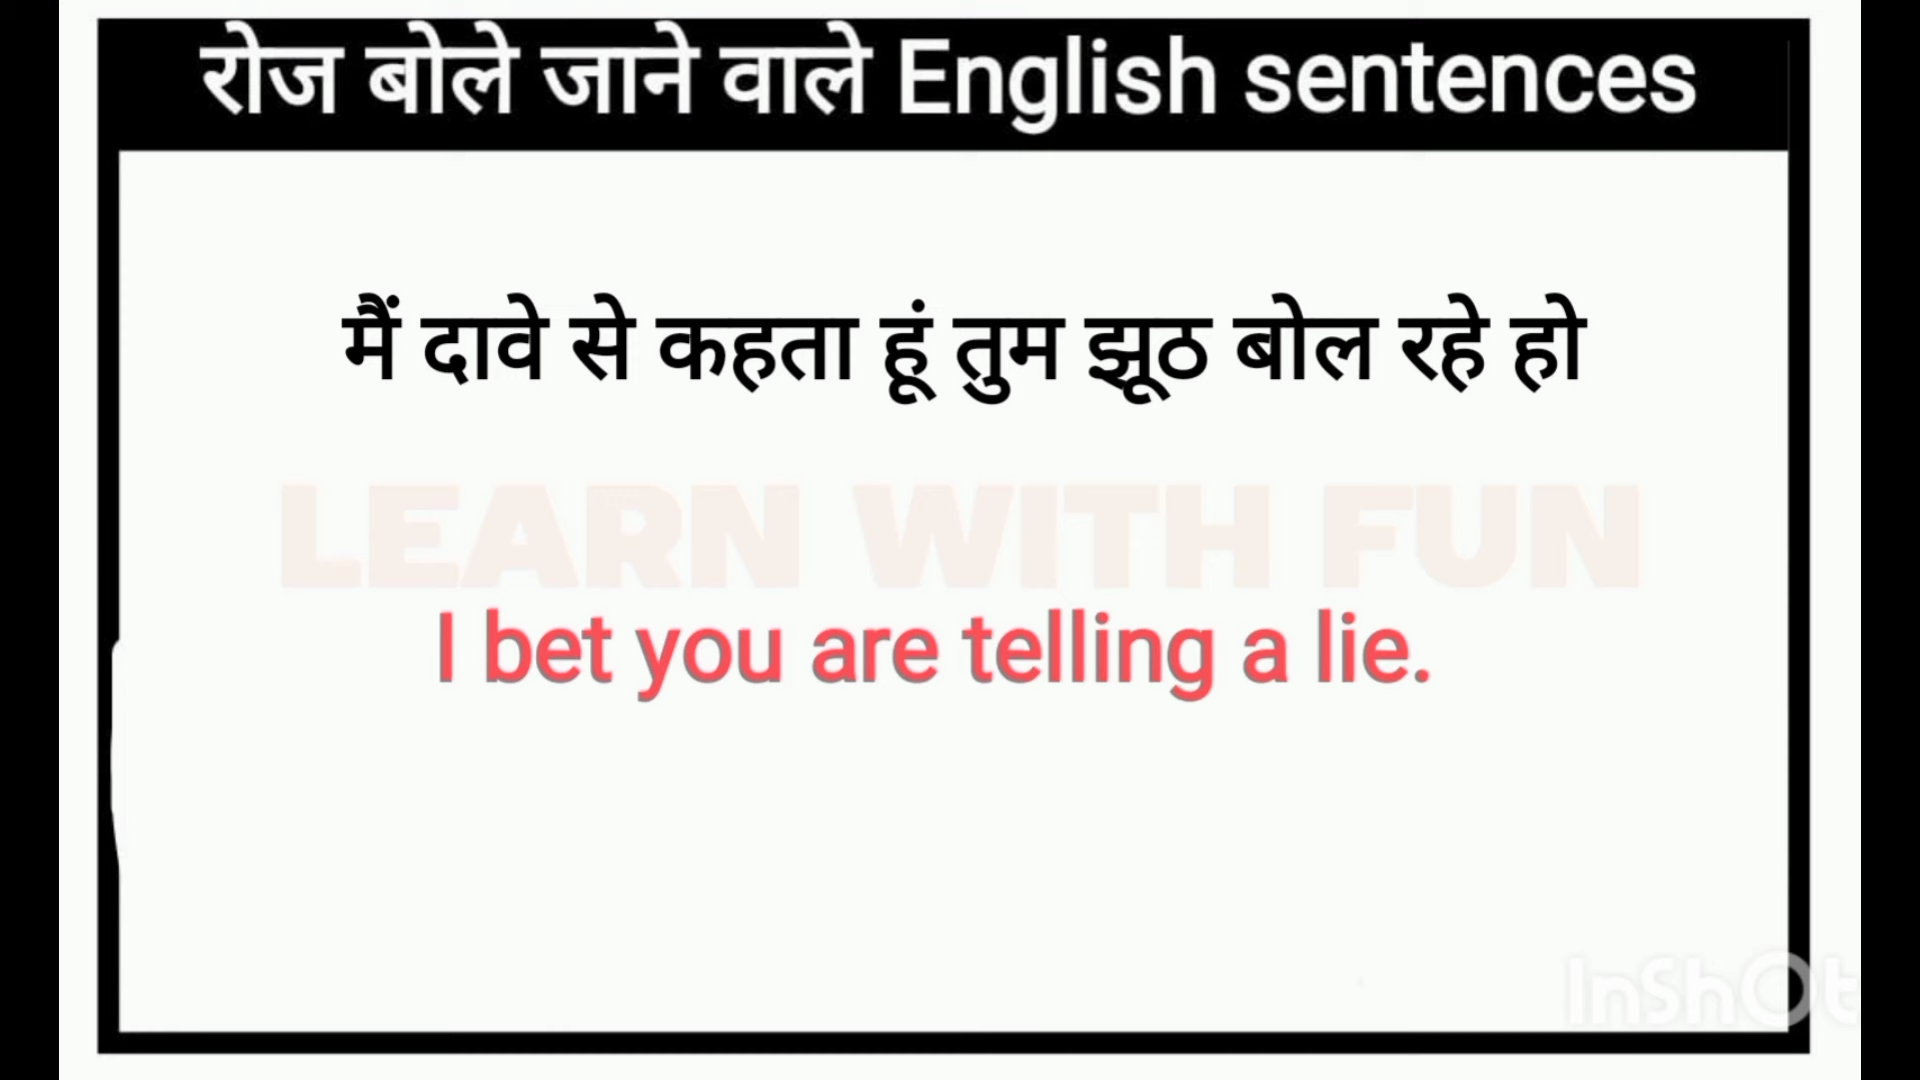 रोज बोले जाने वाले English sentences
मैं दावे से कहता हूं तुम झूठ बोल रहे हो
LEARN WITH FUN
I bet you are telling a lie.
InShOt